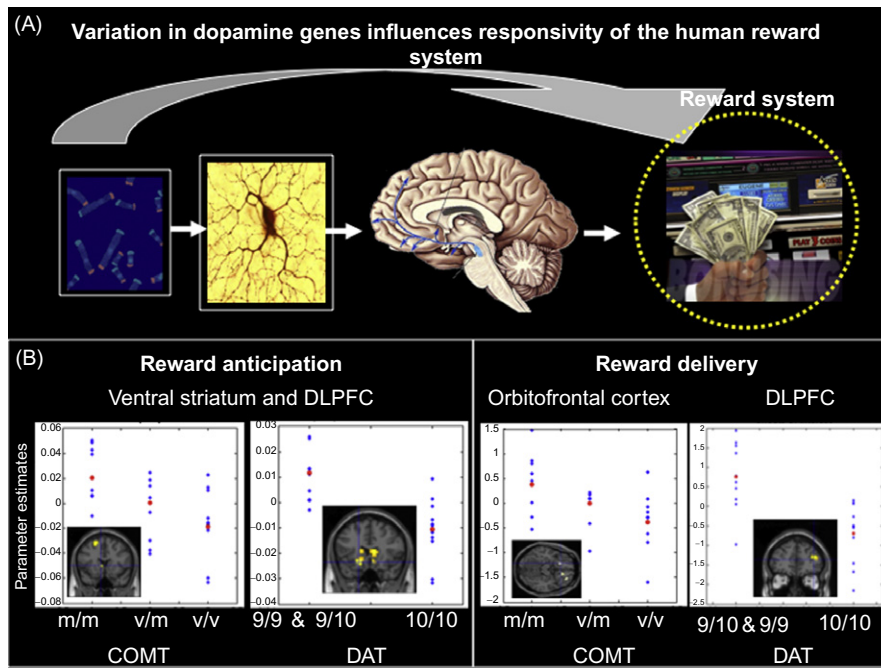 (A)
Variation in dopamine genes influences responsivity of the human reward
system
Reward system
PLAY
(B)
Reward anticipation
Reward delivery
Ventral striatum and DLPFC
Orbitofrontal cortex
DLPFC
Parameter estimates
0.06
0.04
0.02
0
−0.02
−0.04
−0.06
−0.08
m/m v/m v/v
COMT
0.03
0.02
0.01
0
−0.01
−0.02
−0.03
−0.04
9/9 & 9/10 10/10
DAT
1.5
1
0.5
0
−0.5
−1
−1.5
−2
m/m v/m v/v
COMT
2
1.5
1
0.5
0
−0.5
−1
−1.5
−2
−2.5
9/10 & 9/9 10/10
DAT